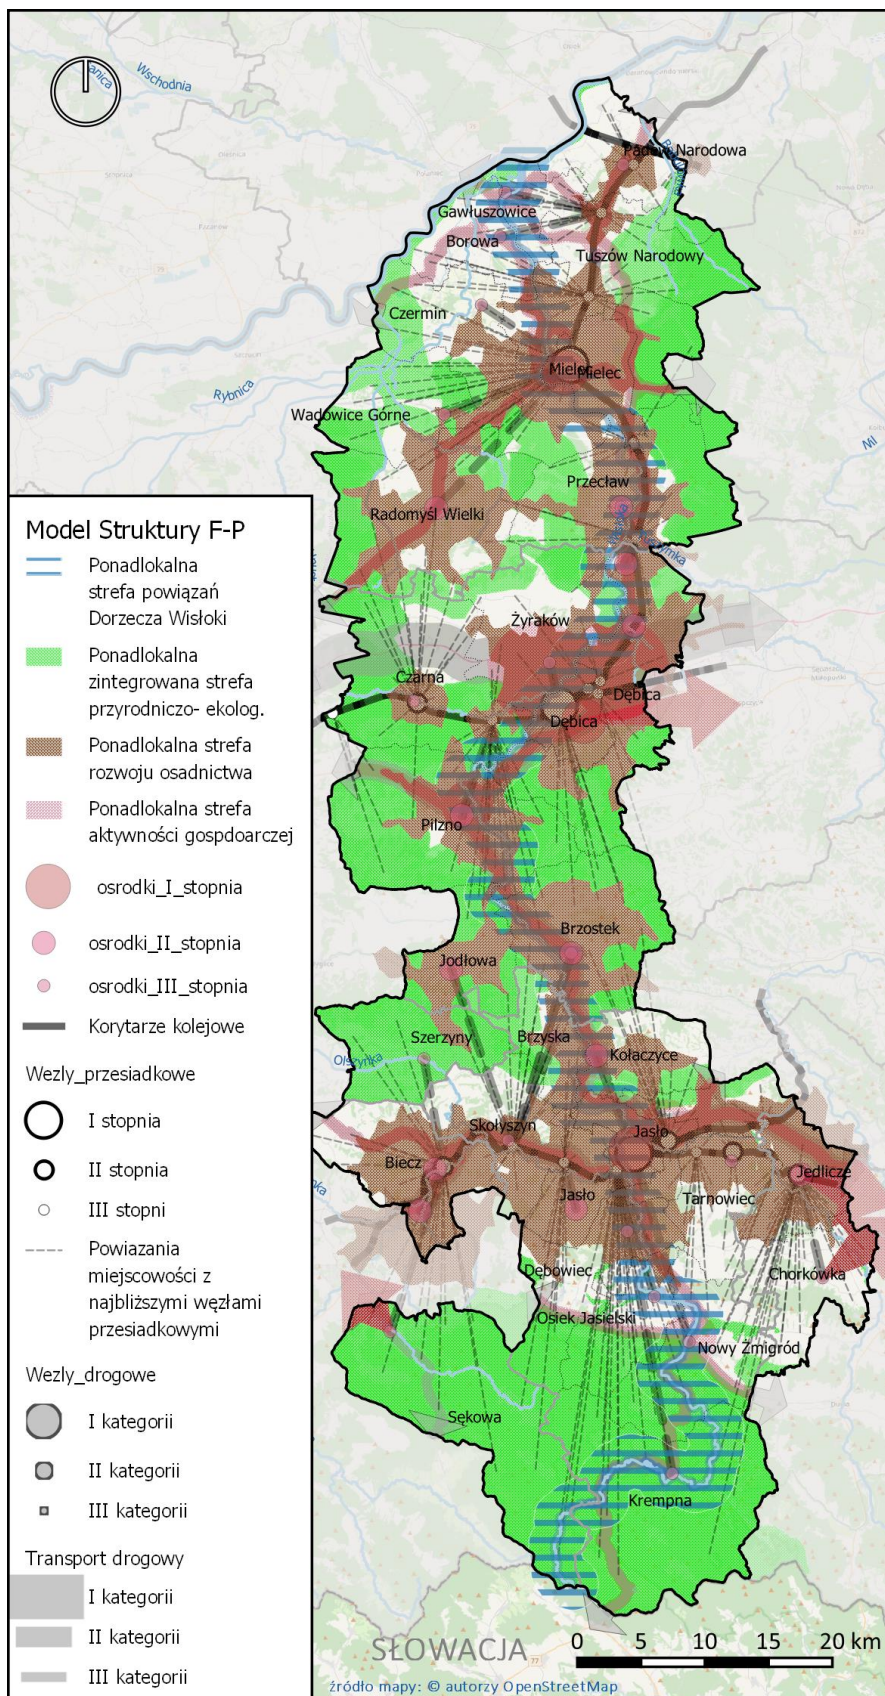 Wschodnia
Padew Narodowa
Gawłuszowice
Borowa
Tuszów Narodowy
Czermin
Rybnica
Mielec
Mielec
Wadowice Górne
Przecław
Radomyśl Wielki
Żyraków
Czarna
Dębica
Dębica
Pilzno
Brzostek
Jodłowa
Szerzyny
Brzyska
Olszynka
Kołaczyce
Skołyszyn
Jasło
Biecz
Jedlicze
Jasło
Tarnowiec
Dębowiec
Chorkówka
Osiek Jasielski
Nowy Żmigród
Sękowa
Krempna
SŁOWACJA
0 5 10 15 20 km
źródło mapy: © autorzy OpenStreetMap
Model Struktury F-P
Ponadlokalna
strefa powiązań
Dorzecza Wisłoki
Ponadlokalna
zintegrowana strefa
przyrodniczo- ekolog.
Ponadlokalna strefa
rozwoju osadnictwa
Ponadlokalna strefa
aktywności gospdoarczej
osrodki_I_stopnia
osrodki_II_stopnia
osrodki_III_stopnia
Korytarze kolejowe
Wezly_przesiadkowe
I stopnia
II stopnia
III stopni
Powiazania
miejscowości z
najbliższymi węzłami
przesiadkowymi
Wezly_drogowe
I kategorii
II kategorii
III kategorii
Transport drogowy
I kategorii
II kategorii
III kategorii